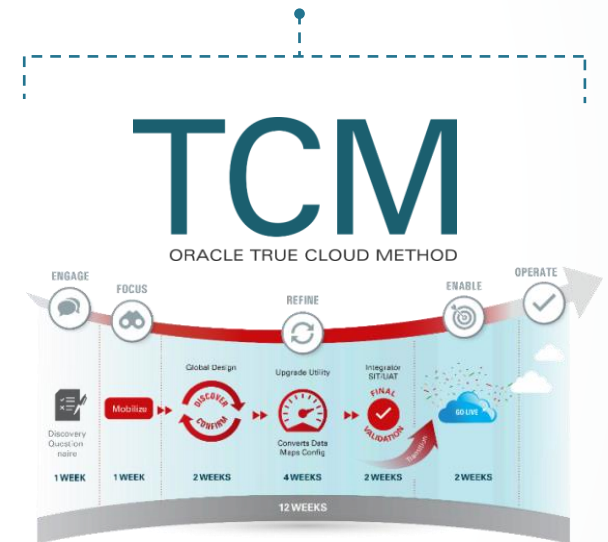 TCM
ORACLE TRUE CLOUD METHOD
ENGAGE
FOCUS
REFINE
ENABLE
OPERATE
Discovery
Question
naire
Mobilize
Global Design
DISCOVER
CONFIRM
Upgrade Utility
Converts Data
Maps Config
Integrator
SIT/UAT
FINAL
VALIDATION
Transition
GO LIVE
1 WEEK
1 WEEK
2 WEEKS
4 WEEKS
2 WEEKS
2 WEEKS
12 WEEKS